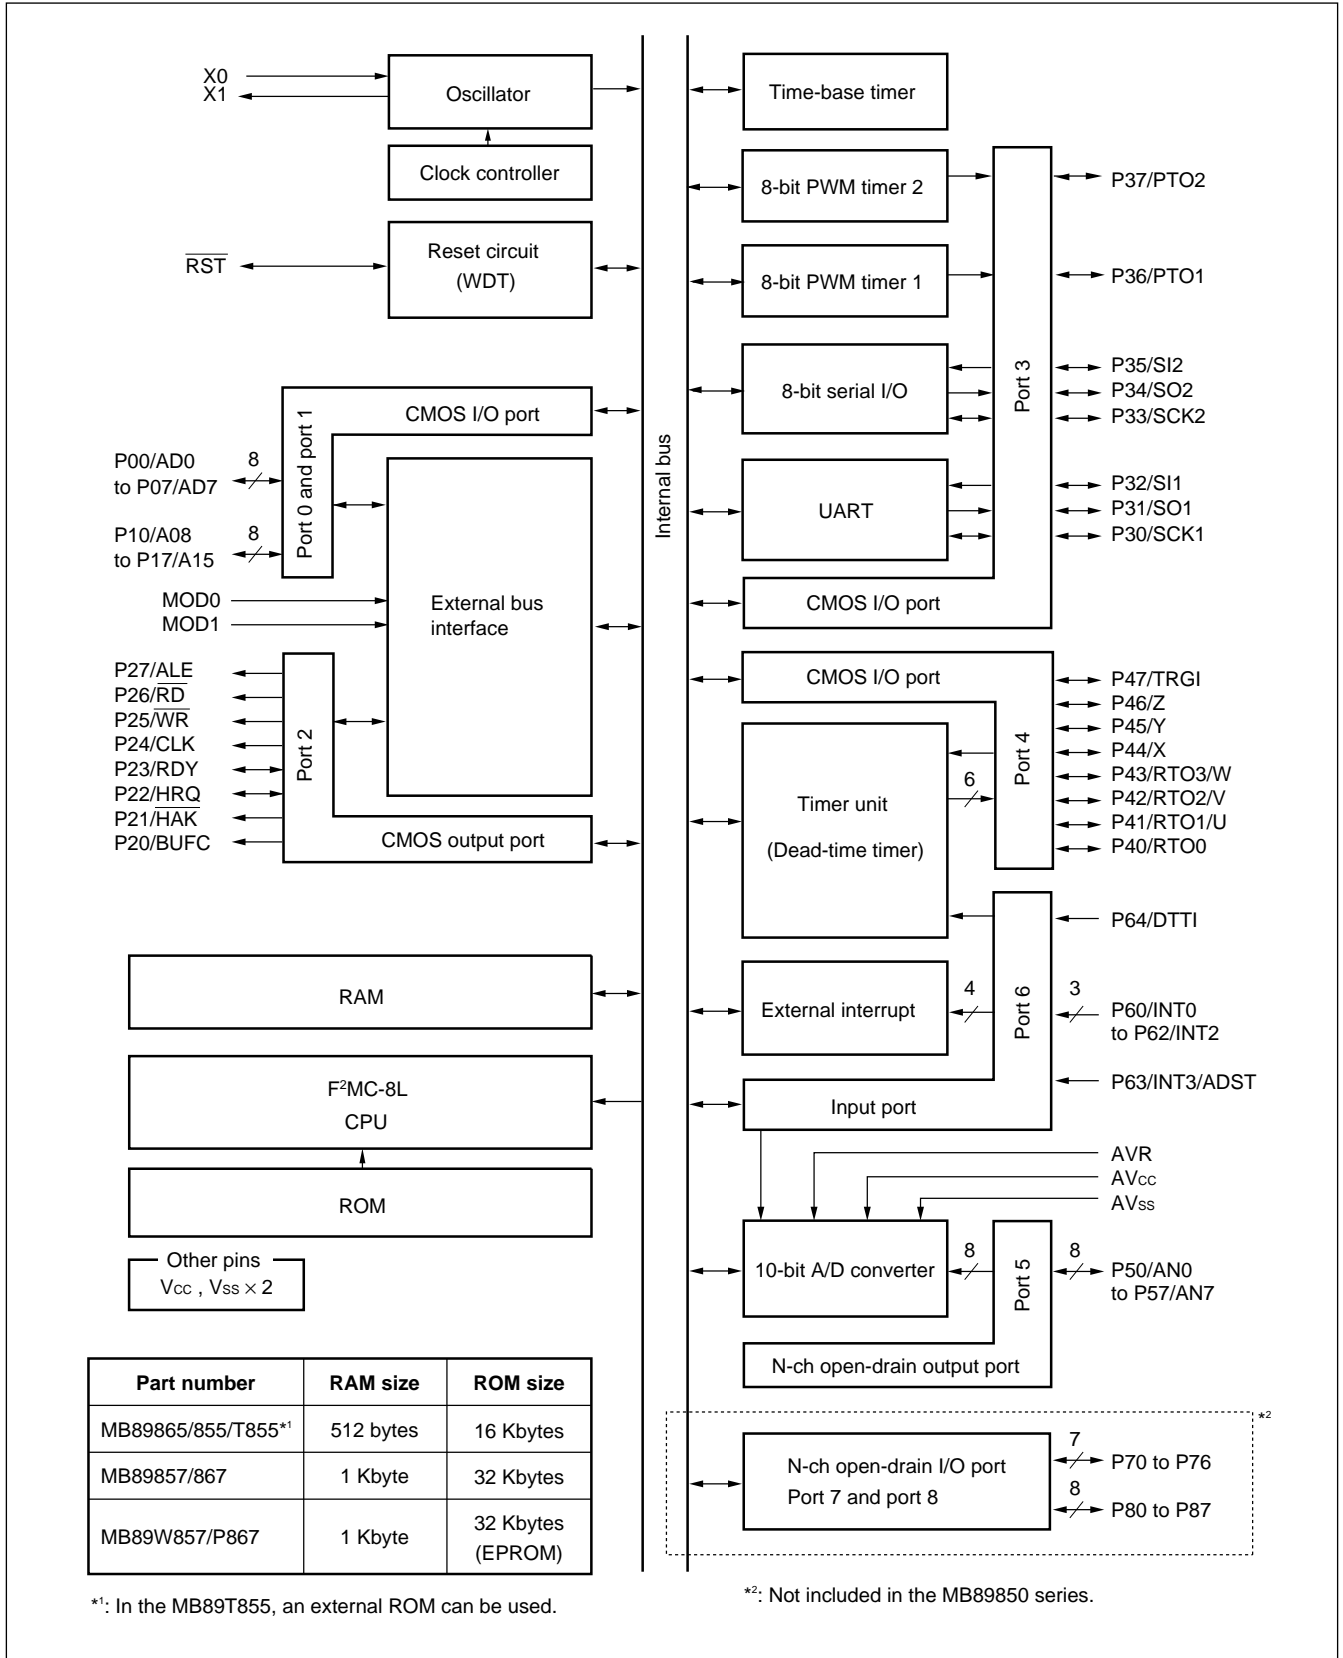 X0
X1
Oscillator
Clock controller
RST
Reset circuit
(WDT)
CMOS I/O port
Port 0 and port 1
P00/AD0
to P07/AD7
8
P10/A08
to P17/A15
8
MOD0
MOD1
External bus
interface
P27/ALE
P26/RD
P25/WR
P24/CLK
P23/RDY
P22/HRQ
P21/HAK
P20/BUFC
Port 2
CMOS output port
RAM
F²MC-8L
CPU
ROM
Other pins
Vcc , Vss × 2
Internal bus
Time-base timer
8-bit PWM timer 2
8-bit PWM timer 1
8-bit serial I/O
UART
CMOS I/O port
Port 3
P37/PTO2
P36/PTO1
P35/SI2
P34/SO2
P33/SCK2
P32/SI1
P31/SO1
P30/SCK1
CMOS I/O port
Port 4
Timer unit
(Dead-time timer)
6
P47/TRGI
P46/Z
P45/Y
P44/X
P43/RTO3/W
P42/RTO2/V
P41/RTO1/U
P40/RTO0
P64/DTTI
External interrupt
4
Port 6
3
P60/INT0
to P62/INT2
P63/INT3/ADST
Input port
AVR
AVcc
AVss
10-bit A/D converter
8
Port 5
8
P50/AN0
to P57/AN7
N-ch open-drain output port
*²
N-ch open-drain I/O port
Port 7 and port 8
7
P70 to P76
8
P80 to P87
Part number RAM size ROM size
MB89865/855/T855*¹ 512 bytes 16 Kbytes
MB89857/867 1 Kbyte 32 Kbytes
MB89W857/P867 1 Kbyte 32 Kbytes
(EPROM)
*¹: In the MB89T855, an external ROM can be used.
*²: Not included in the MB89850 series.